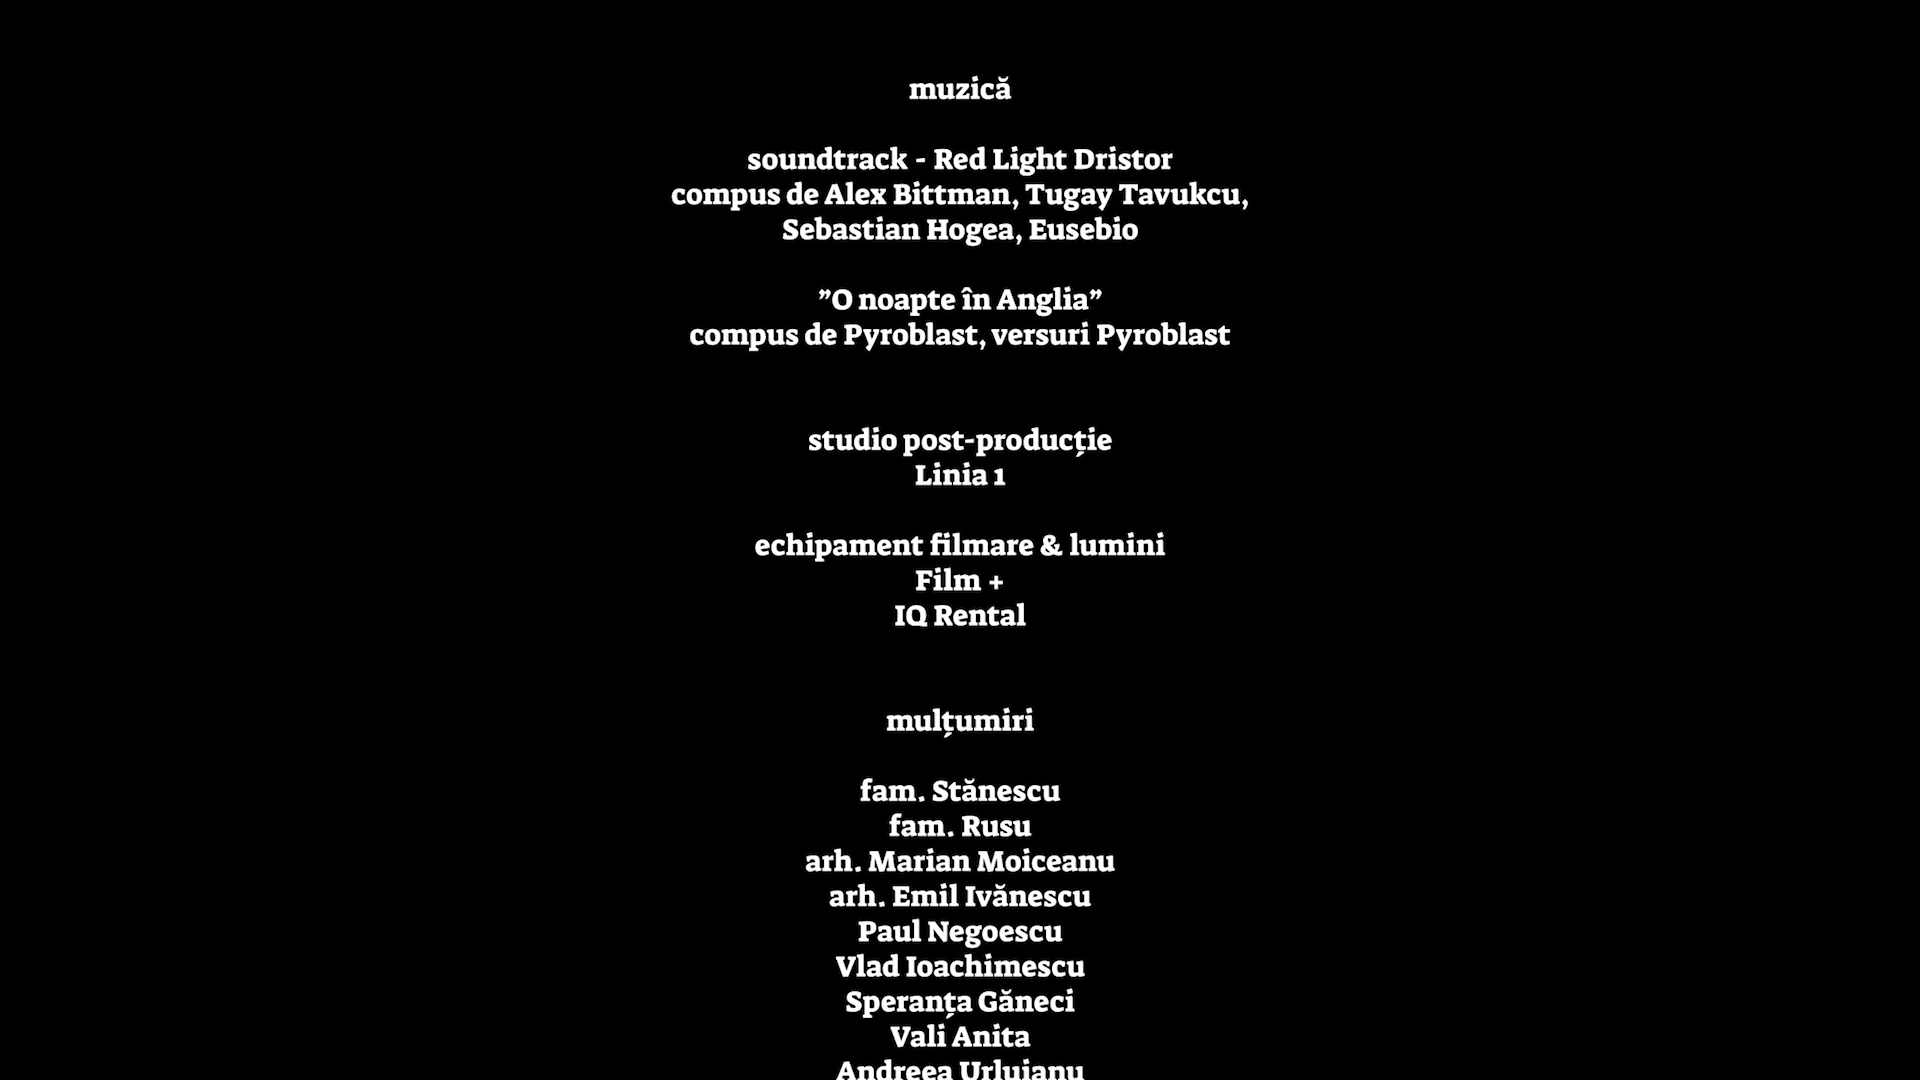 muzică
soundtrack - Red Light Dristor
compus de Alex Bittman, Tugay Tavukcu,
Sebastian Hogea, Eusebio
”O noapte în Anglia”
compus de Pyroblast, versuri Pyroblast
studio post-producție
Linia 1
echipament filmare & lumini
Film +
IQ Rental
mulțumiri
fam. Stănescu
fam. Rusu
arh. Marian Moiceanu
arh. Emil Ivănescu
Paul Negoescu
Vlad Ioachimescu
Speranța Găneci
Vali Anita
Andreea Urluianu